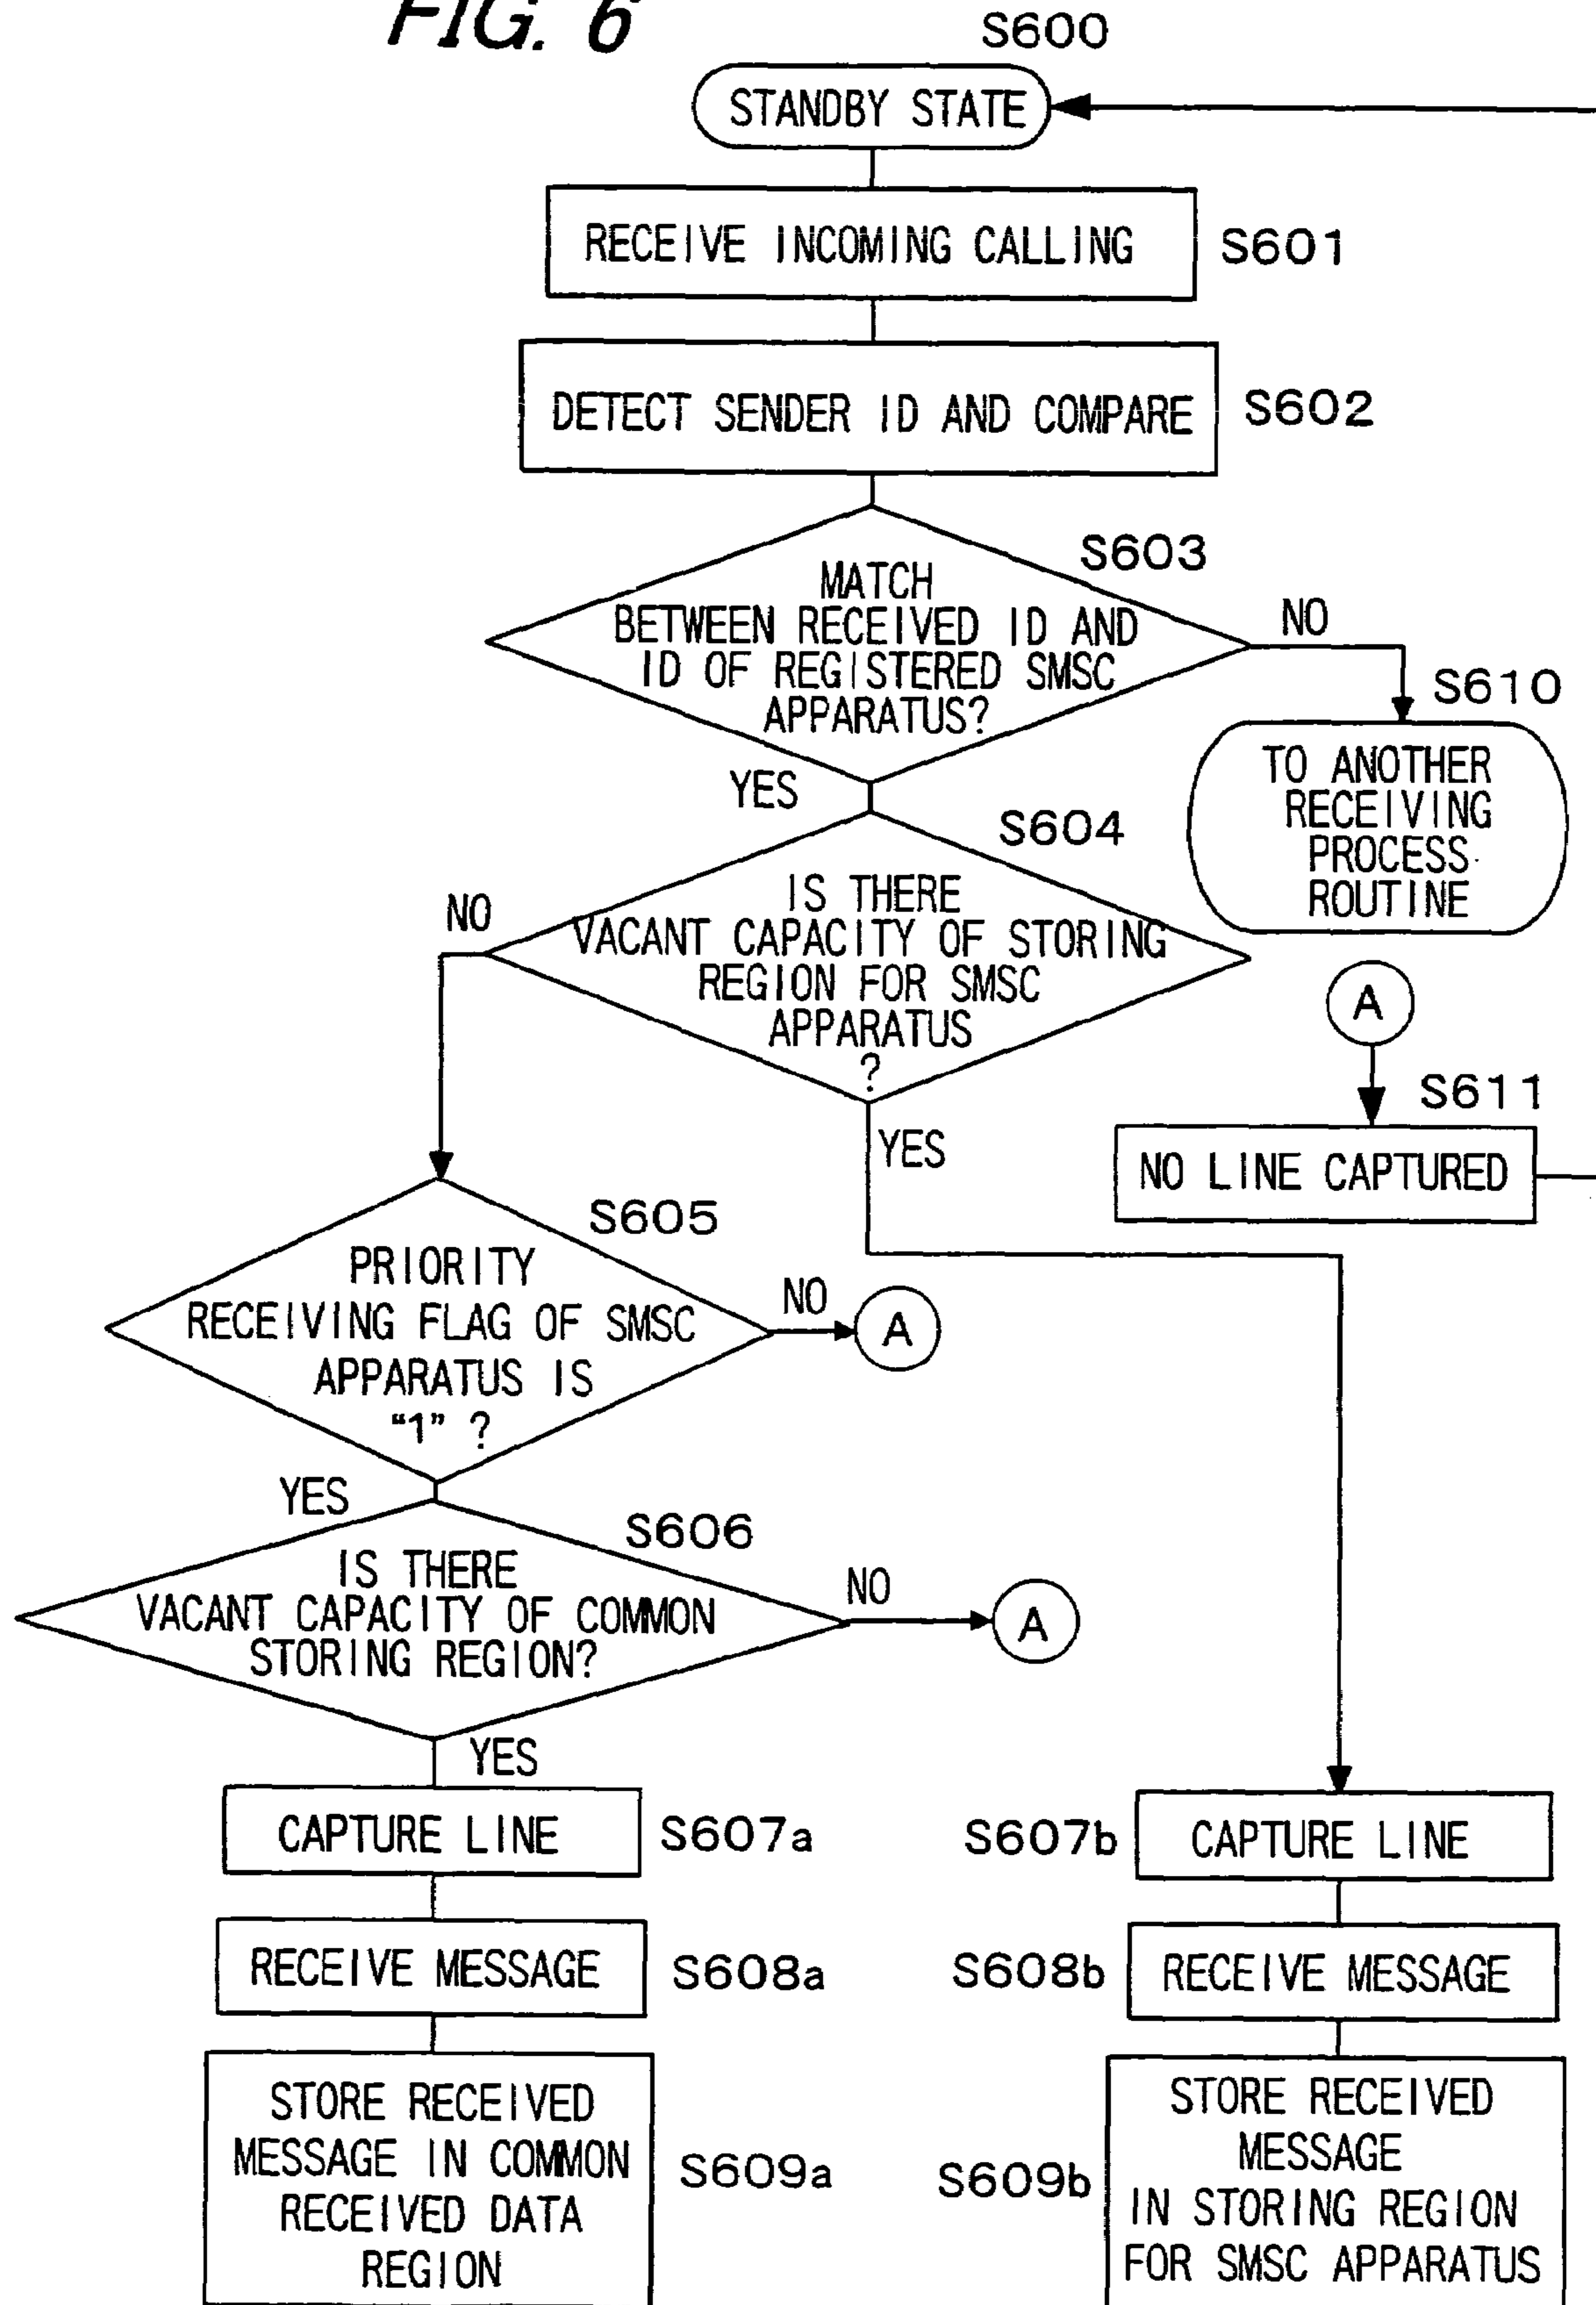 FIG. 6
S600
STANDBY STATE
RECEIVE INCOMING CALLING
S601
DETECT SENDER ID AND COMPARE
S602
S603
MATCH
BETWEEN RECEIVED ID AND
ID OF REGISTERED SMSC
APPARATUS?
NO
YES
S610
TO ANOTHER
RECEIVING
PROCESS
ROUTINE
S604
IS THERE
VACANT CAPACITY OF STORING
REGION FOR SMSC
APPARATUS
?
NO
YES
A
S611
NO LINE CAPTURED
S605
PRIORITY
RECEIVING FLAG OF SMSC
APPARATUS IS
“1” ?
NO
A
YES
S606
IS THERE
VACANT CAPACITY OF COMMON
STORING REGION?
NO
A
YES
CAPTURE LINE
S607a
S607b
CAPTURE LINE
RECEIVE MESSAGE
S608a
S608b
RECEIVE MESSAGE
STORE RECEIVED
MESSAGE IN COMMON
RECEIVED DATA
REGION
S609a
S609b
STORE RECEIVED
MESSAGE
IN STORING REGION
FOR SMSC APPARATUS